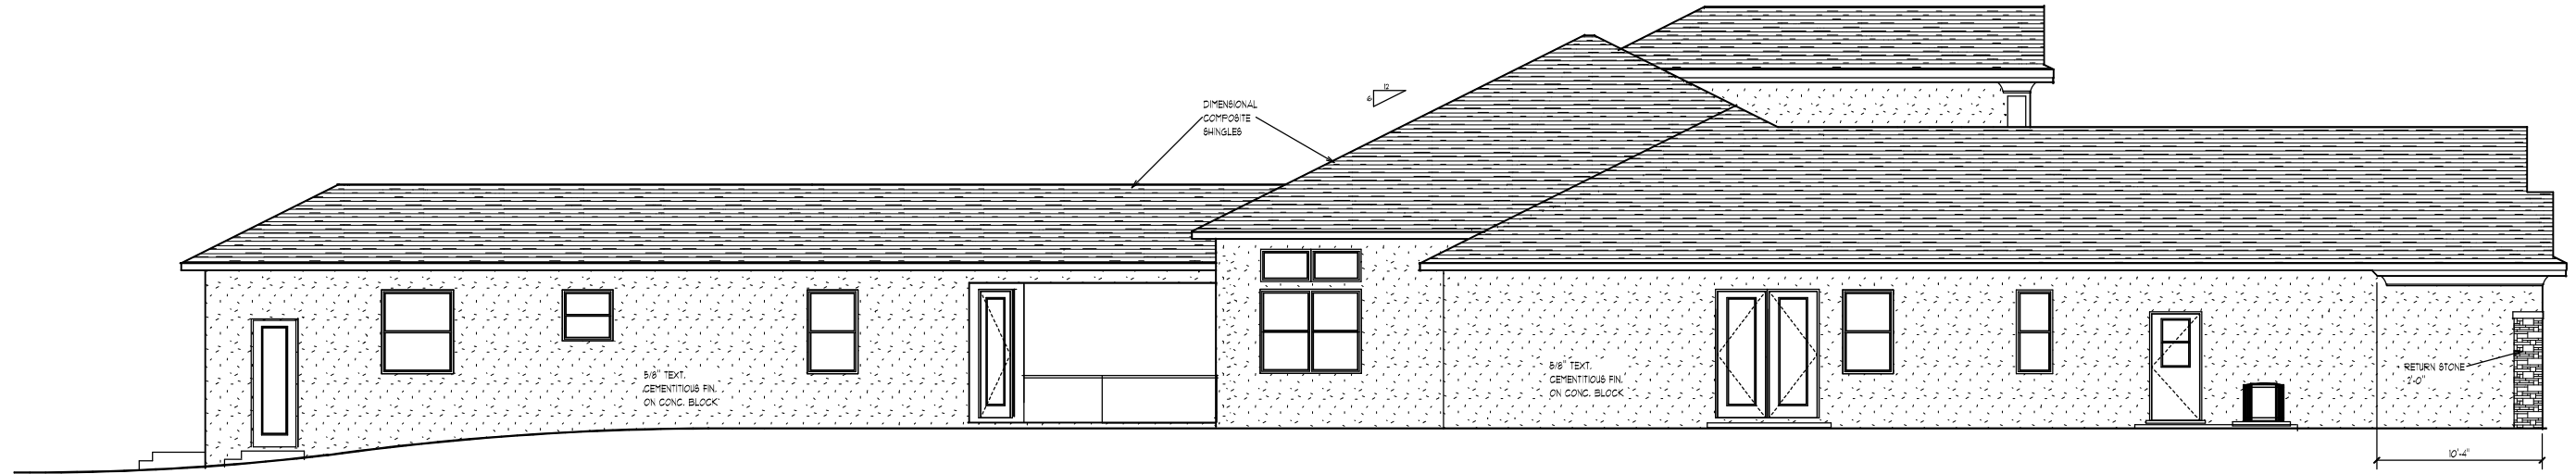 DIMENSIONAL
COMPOSITE
SHINGLES
12
6
5/8" TEXT.
CEMENTITIOUS FIN.
ON CONC. BLOCK
5/8" TEXT.
CEMENTITIOUS FIN.
ON CONC. BLOCK
RETURN STONE
2'-0"
10'-4"